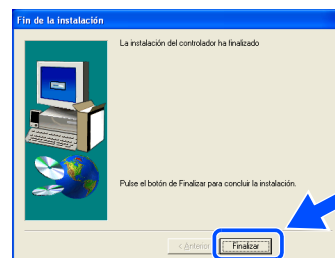 Fin de la instalación
La instalación del controlador ha finalizado
Pulse el botón de Finalizar para concluir la instalación.
< Anterior
Finalizar